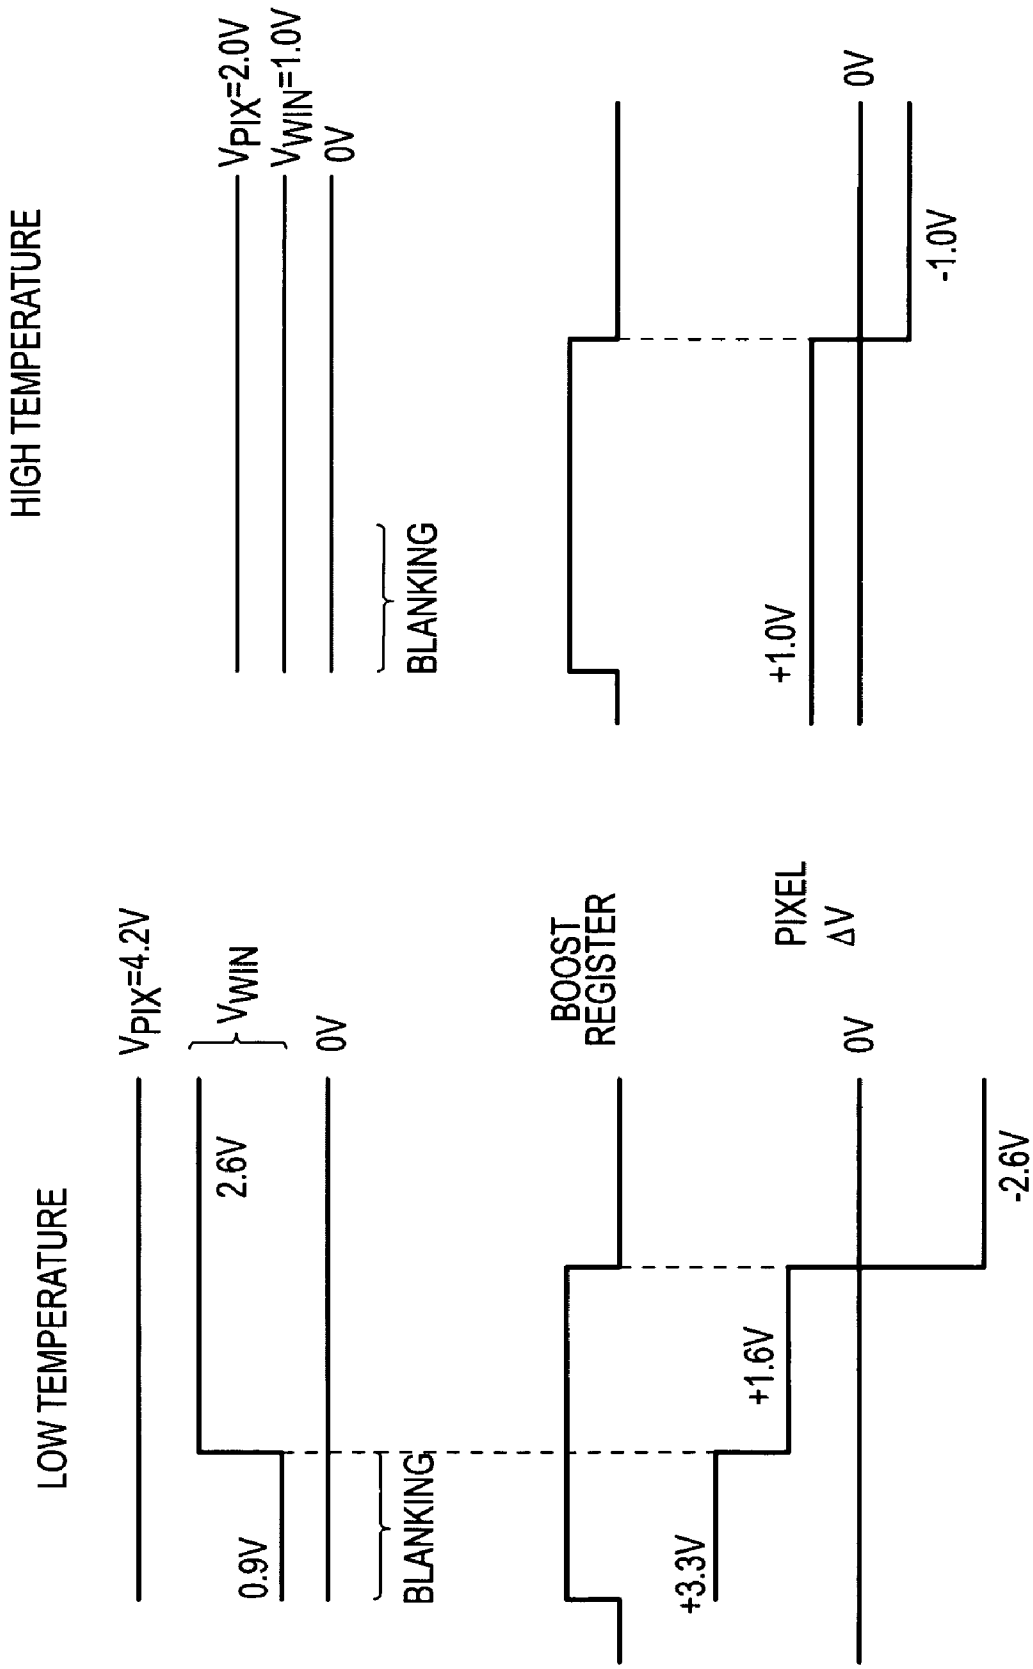 LOW TEMPERATURE
V_PIX=4.2V
0.9V
2.6V
V_WIN
0V
BLANKING
BOOST
REGISTER
+3.3V
+1.6V
PIXEL
ΔV
0V
-2.6V
HIGH TEMPERATURE
V_PIX=2.0V
V_WIN=1.0V
0V
BLANKING
+1.0V
0V
-1.0V